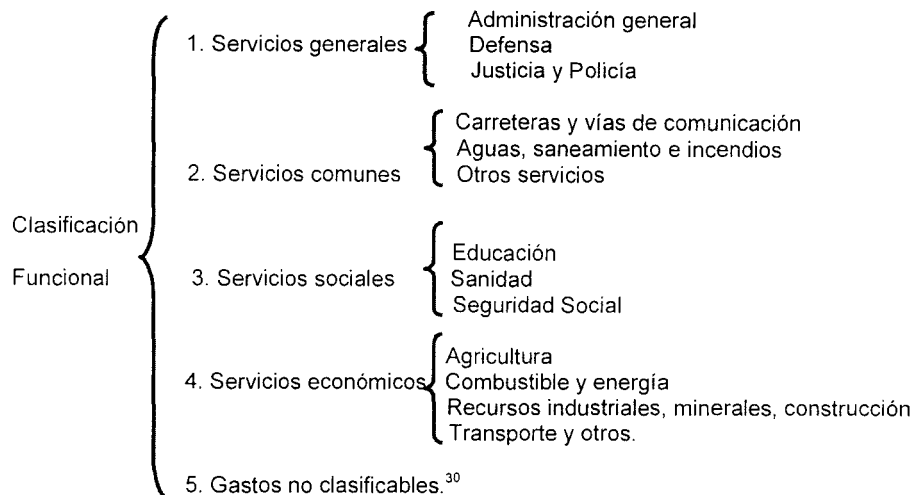 Clasificación
Funcional
1. Servicios generales
Administración general
Defensa
Justicia y Policía
2. Servicios comunes
Carreteras y vías de comunicación
Aguas, saneamiento e incendios
Otros servicios
3. Servicios sociales
Educación
Sanidad
Seguridad Social
4. Servicios económicos
Agricultura
Combustible y energía
Recursos industriales, minerales, construcción
Transporte y otros.
5. Gastos no clasificables.³⁰